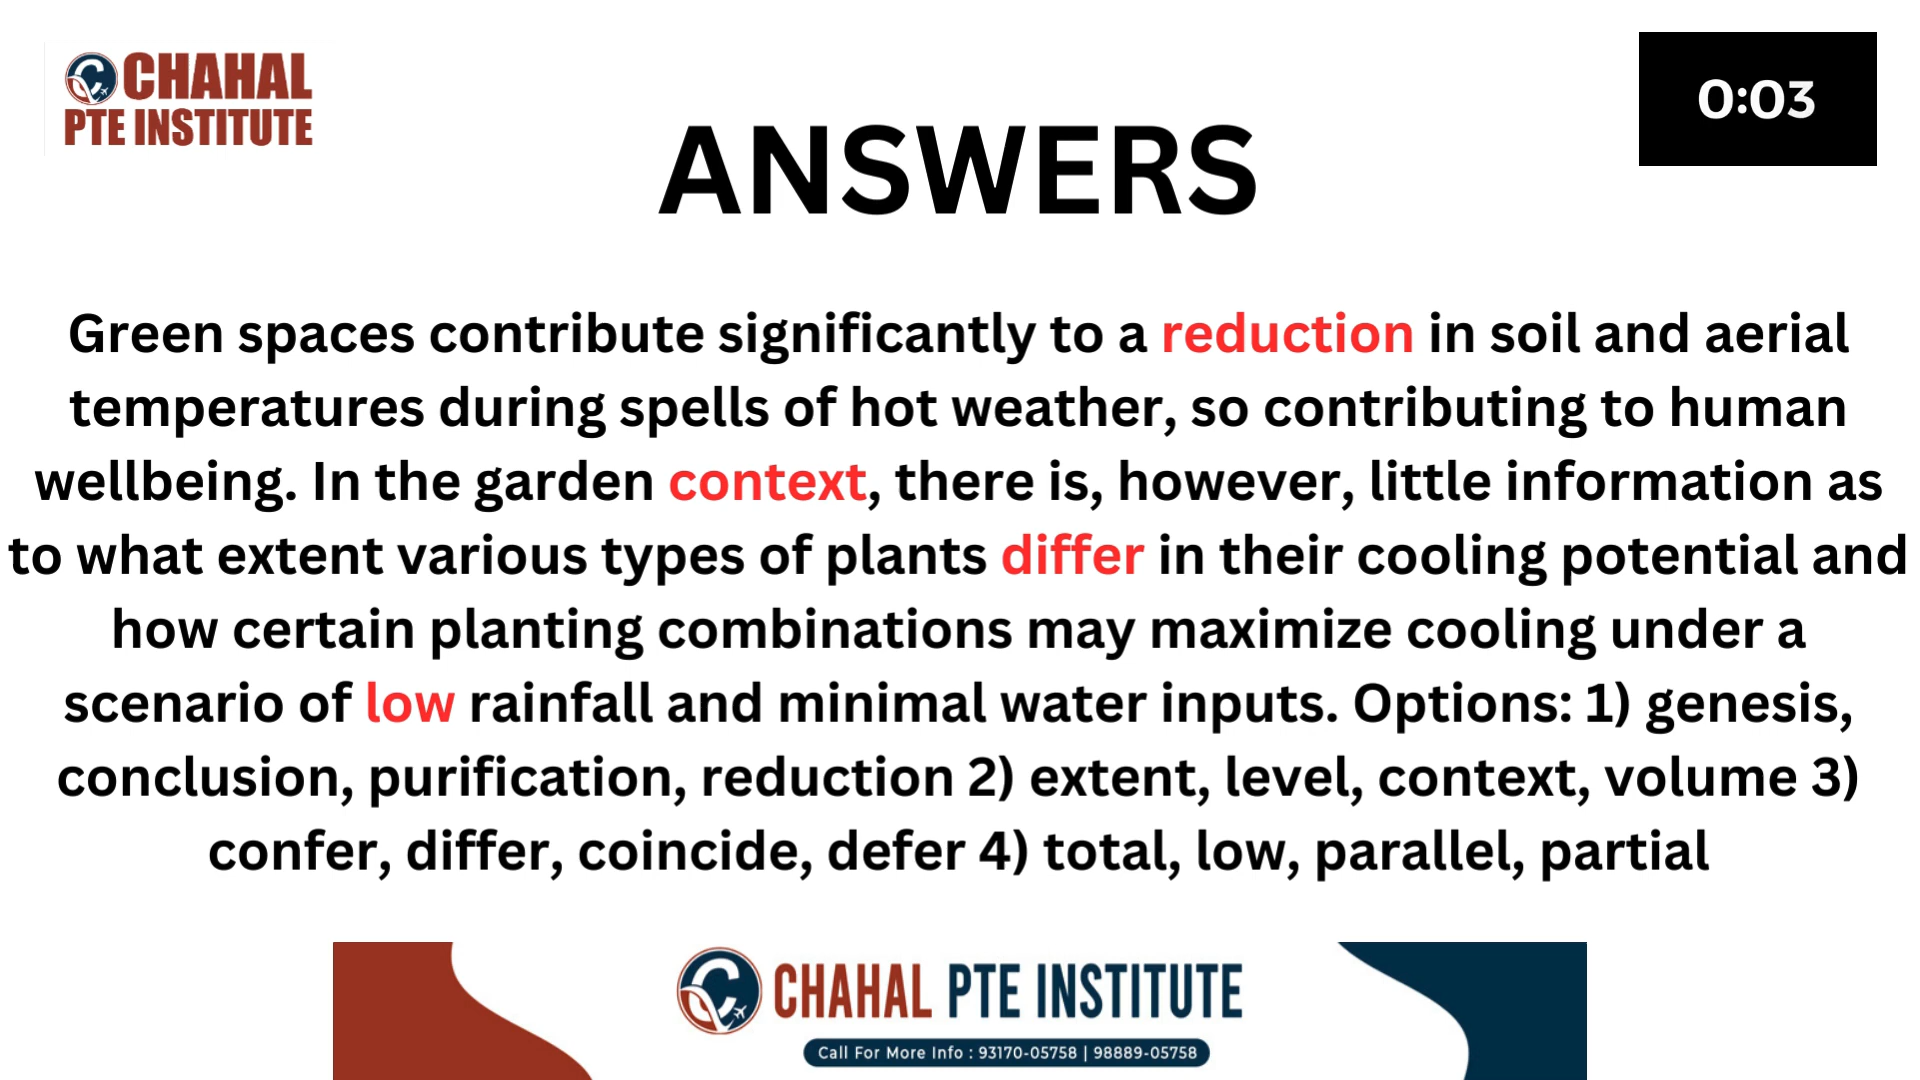 CHAHAL
PTE INSTITUTE
0:03
ANSWERS
Green spaces contribute significantly to a reduction in soil and aerial
temperatures during spells of hot weather, so contributing to human
wellbeing. In the garden context, there is, however, little information as
to what extent various types of plants differ in their cooling potential and
how certain planting combinations may maximize cooling under a
scenario of low rainfall and minimal water inputs. Options: 1) genesis,
conclusion, purification, reduction 2) extent, level, context, volume 3)
confer, differ, coincide, defer 4) total, low, parallel, partial
CHAHAL PTE INSTITUTE
Call For More Info : 93170-05758 | 98889-05758